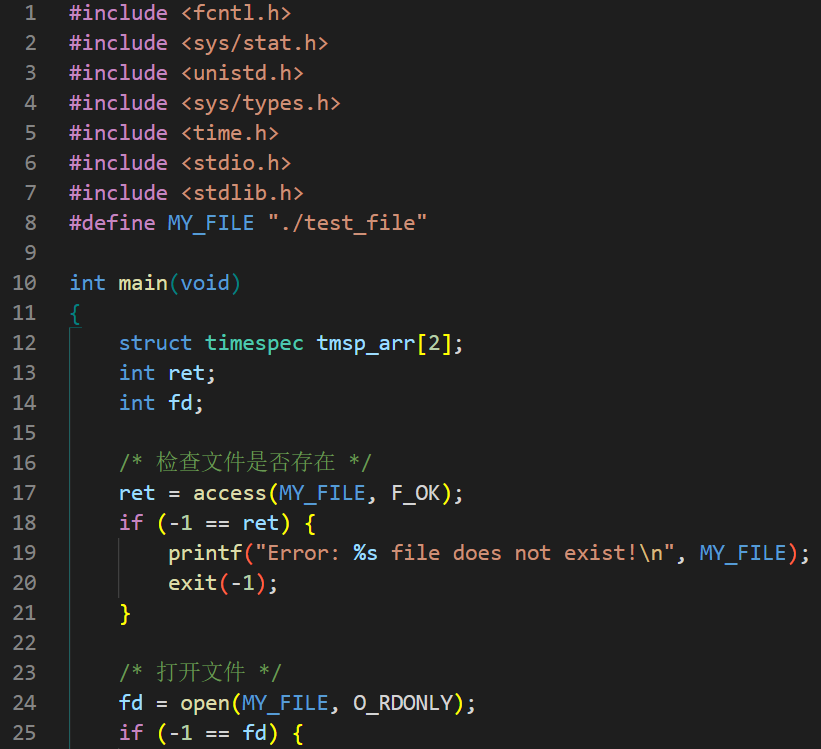 1 #include <fcntl.h>
2 #include <sys/stat.h>
3 #include <unistd.h>
4 #include <sys/types.h>
5 #include <time.h>
6 #include <stdio.h>
7 #include <stdlib.h>
8 #define MY_FILE "./test_file"
9
10 int main(void)
11 {
12     struct timespec tmsp_arr[2];
13     int ret;
14     int fd;
15
16     /* 检查文件是否存在 */
17     ret = access(MY_FILE, F_OK);
18     if (-1 == ret) {
19         printf("Error: %s file does not exist!\n", MY_FILE);
20         exit(-1);
21     }
22
23     /* 打开文件 */
24     fd = open(MY_FILE, O_RDONLY);
25     if (-1 == fd) {